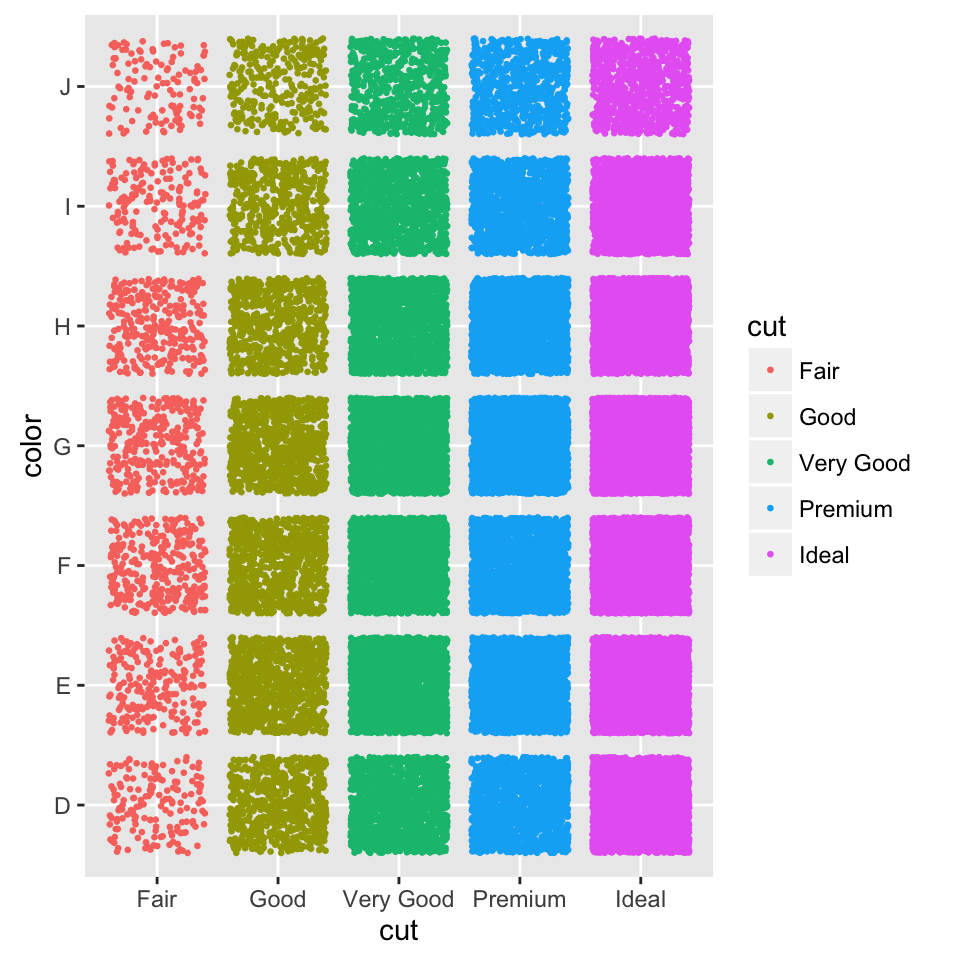 J
I
H
G
F
E
D
color
Fair
Good
Very Good
Premium
Ideal
cut
cut
Fair
Good
Very Good
Premium
Ideal